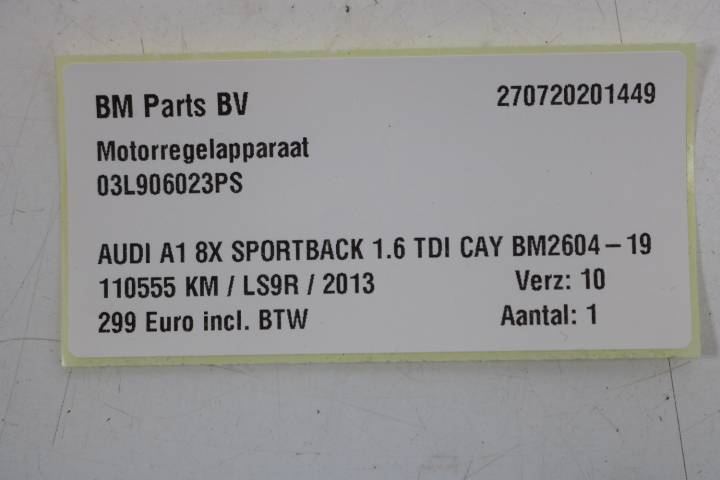 BM Parts BV 270720201449
Motorregelapparaat
03L906023PS
AUDI A1 8X SPORTBACK 1.6 TDI CAY BM2604-19
110555 KM / LS9R / 2013 Verz: 10
299 Euro incl. BTW Aantal: 1